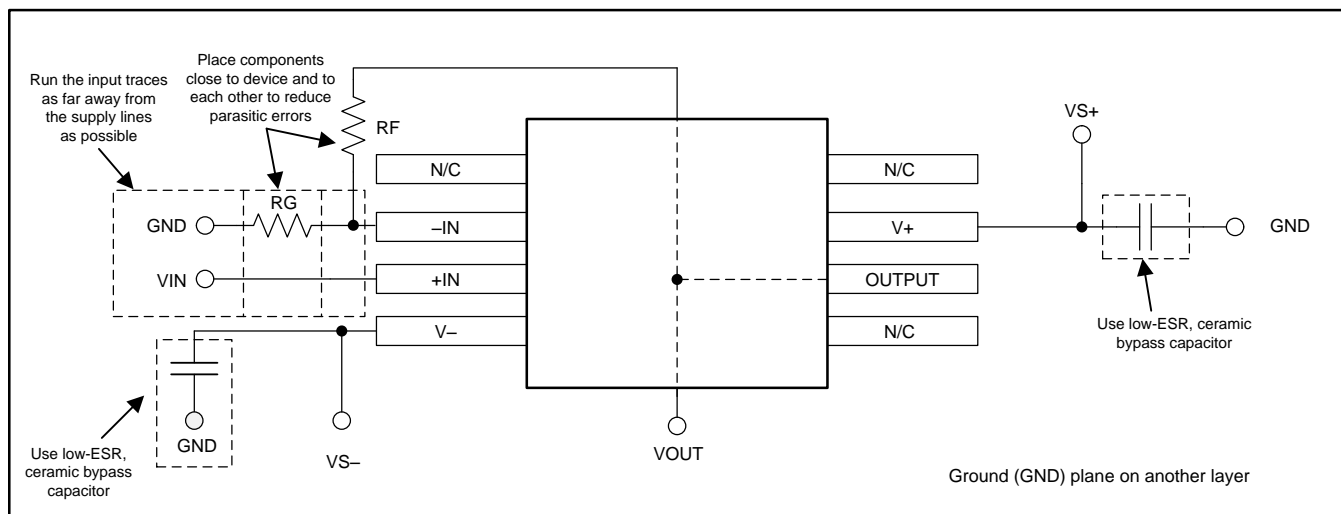 Place components
close to device and to
each other to reduce
parasitic errors
Run the input traces
as far away from
the supply lines
as possible
RF
VS+
N/C
N/C
RG
GND
–IN
V+
GND
VIN
+IN
OUTPUT
V–
N/C
Use low-ESR, ceramic
bypass capacitor
GND
VS–
VOUT
Use low-ESR,
ceramic bypass
capacitor
Ground (GND) plane on another layer